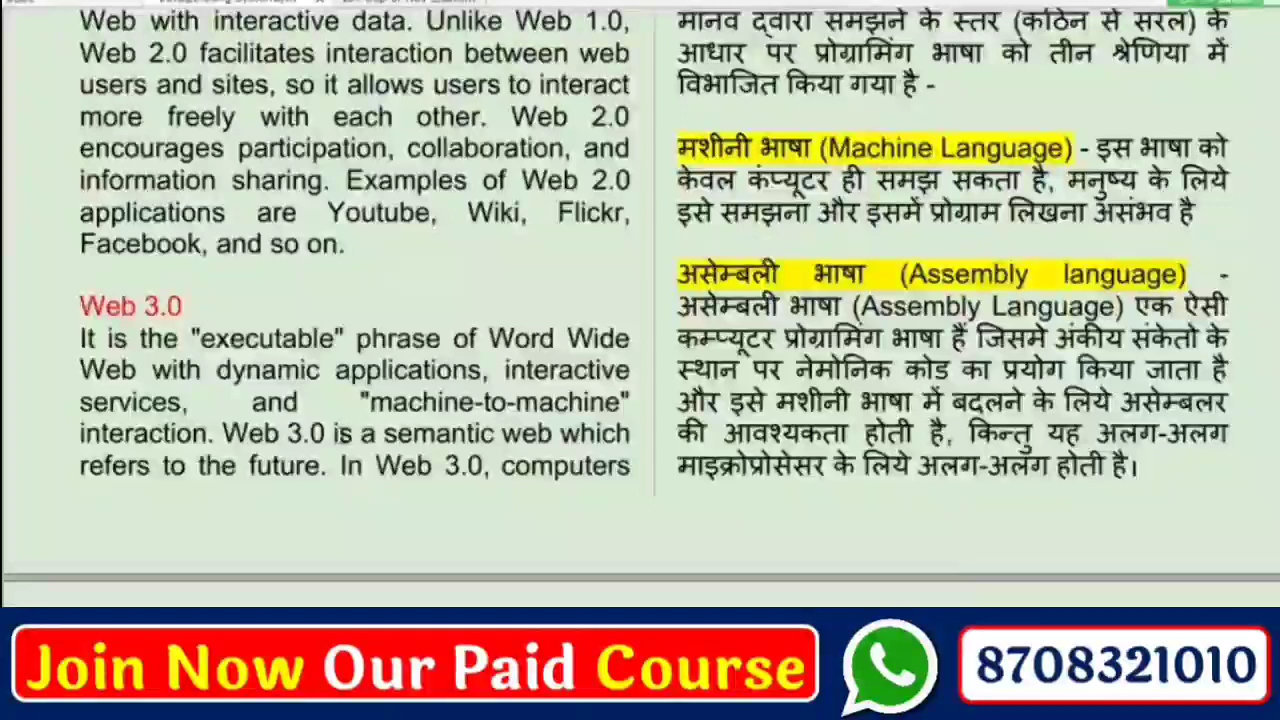 Web with interactive data. Unlike Web 1.0,
Web 2.0 facilitates interaction between web
users and sites, so it allows users to interact
more freely with each other. Web 2.0
encourages participation, collaboration, and
information sharing. Examples of Web 2.0
applications are Youtube, Wiki, Flickr,
Facebook, and so on.
Web 3.0
It is the "executable" phrase of Word Wide
Web with dynamic applications, interactive
services, and "machine-to-machine"
interaction. Web 3.0 is a semantic web which
refers to the future. In Web 3.0, computers
मानव द्वारा समझने के स्तर (कठिन से सरल) के
आधार पर प्रोग्रामिंग भाषा को तीन श्रेणिया में
विभाजित किया गया है -
मशीनी भाषा (Machine Language) - इस भाषा को
केवल कंप्यूटर ही समझ सकता है, मनुष्य के लिये
इसे समझना और इसमें प्रोग्राम लिखना असंभव है
असेम्बली भाषा (Assembly language) -
असेम्बली भाषा (Assembly Language) एक ऐसी
कम्प्यूटर प्रोग्रामिंग भाषा हैं जिसमे अंकीय संकेतो के
स्थान पर नेमोनिक कोड का प्रयोग किया जाता है
और इसे मशीनी भाषा में बदलने के लिये असेम्बलर
की आवश्यकता होती है, किन्तु यह अलग-अलग
माइक्रोप्रोसेसर के लिये अलग-अलग होती है।
Join Now Our Paid Course
8708321010